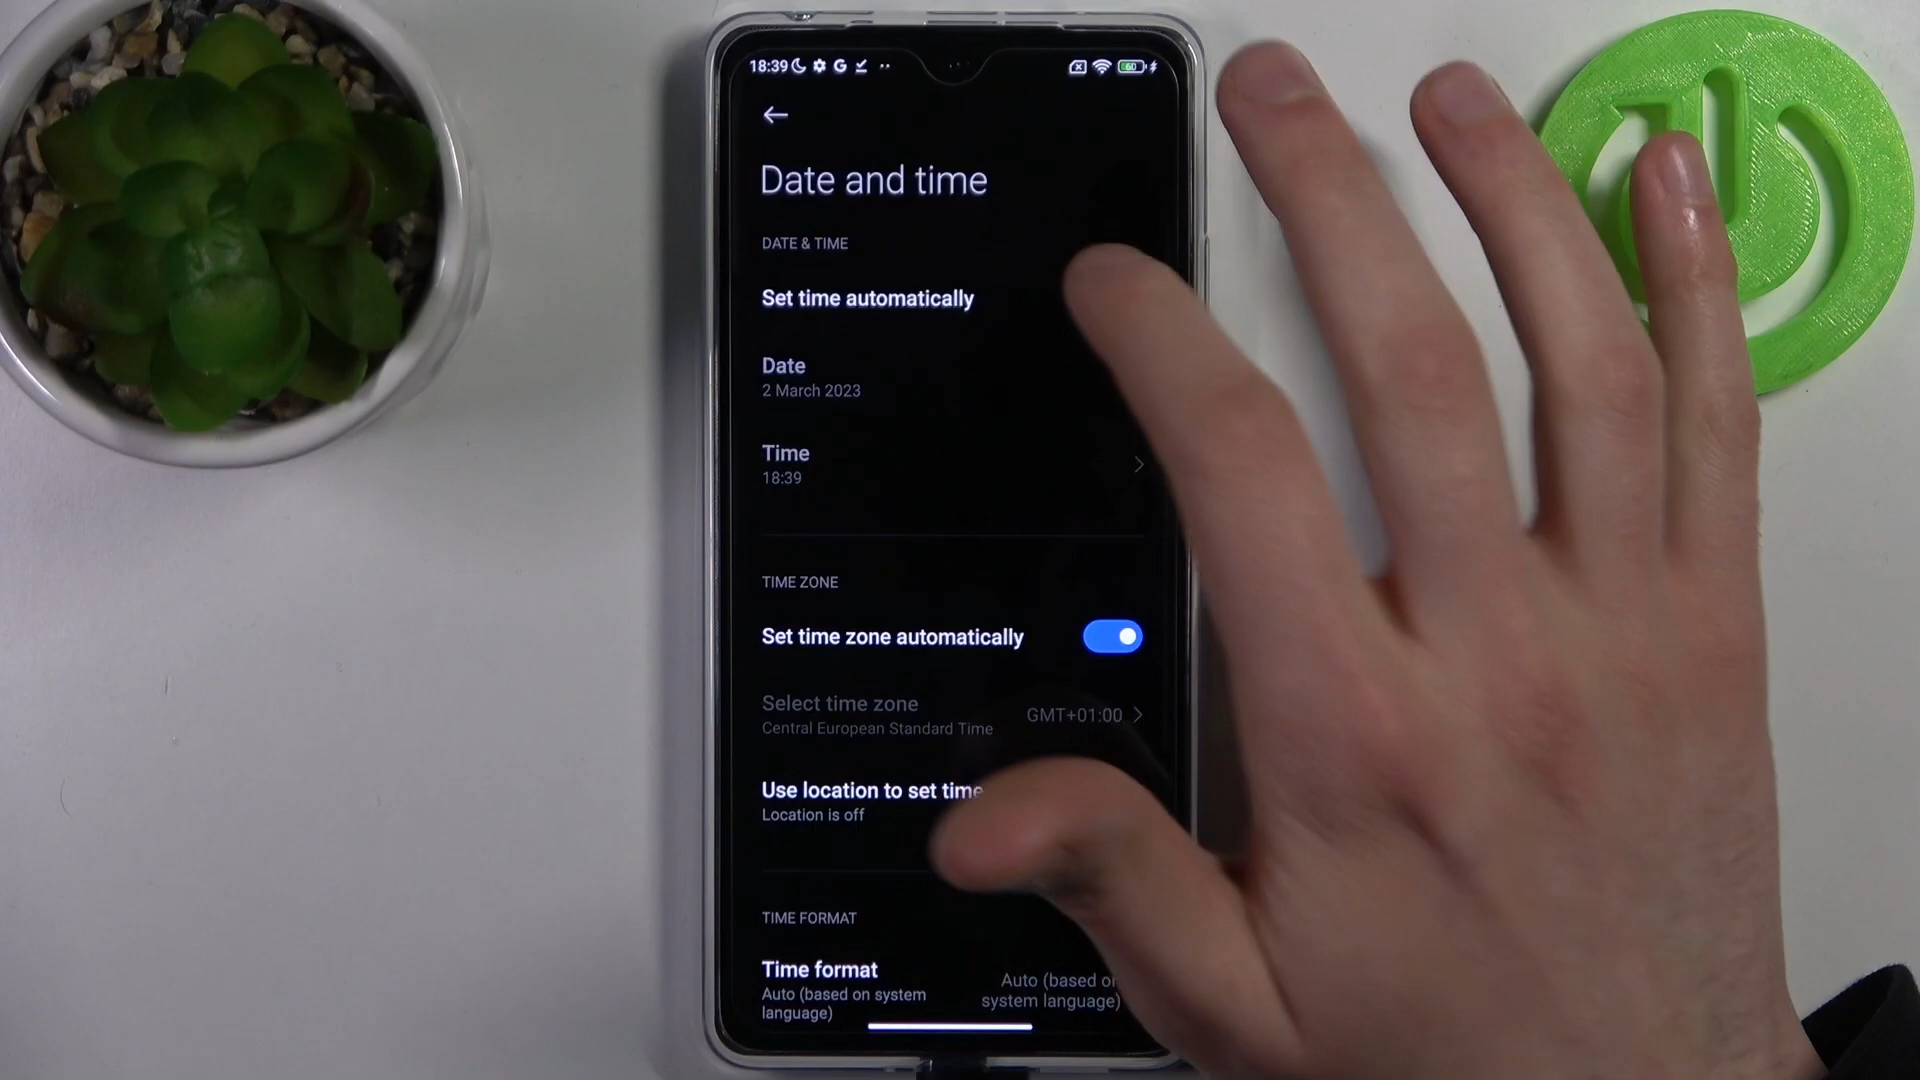 18:39
60
Date and time
DATE & TIME
Set time automatically
Date
2 March 2023
Time
18:39
TIME ZONE
Set time zone automatically
Select time zone
Central European Standard Time
GMT+01:00
Use location to set time
Location is off
TIME FORMAT
Time format
Auto (based on system
language)
Auto (based on
system language)